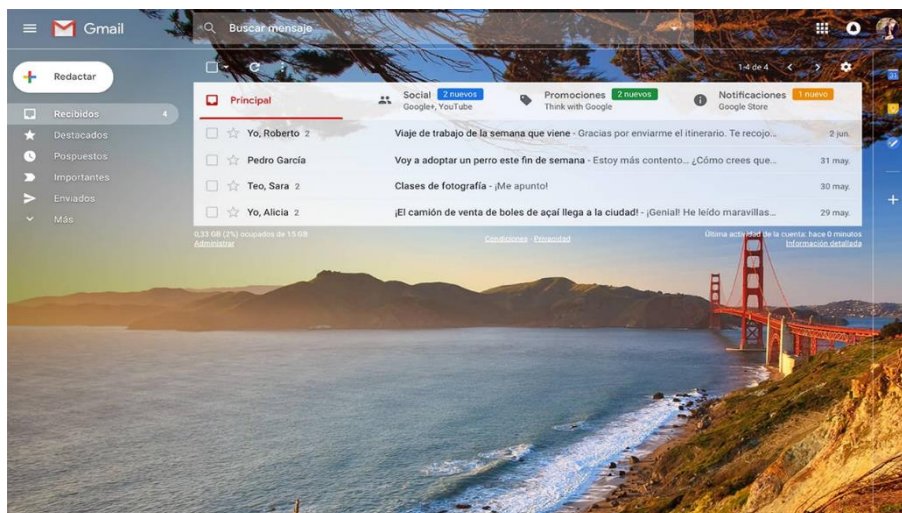 Gmail
Buscar mensaje
Redactar
1-4 de 4
31
Recibidos 4
Destacados
Pospuestos
Importantes
Enviados
Más
Principal
Social 2 nuevos
Google+, YouTube
Promociones 2 nuevos
Think with Google
Notificaciones 1 nuevo
Google Store
Yo, Roberto 2 Viaje de trabajo de la semana que viene - Gracias por enviarme el itinerario. Te recojo... 2 jun.
Pedro García Voy a adoptar un perro este fin de semana - Estoy más contento... ¿Cómo crees que... 31 may.
Teo, Sara 2 Clases de fotografía - ¡Me apunto! 30 may.
Yo, Alicia 2 ¡El camión de venta de boles de açaí llega a la ciudad! - ¡Genial! He leído maravillas... 29 may.
0,33 GB (2%) ocupados de 15 GB
Administrar
Condiciones - Privacidad
Última actividad de la cuenta: hace 0 minutos
Información detallada